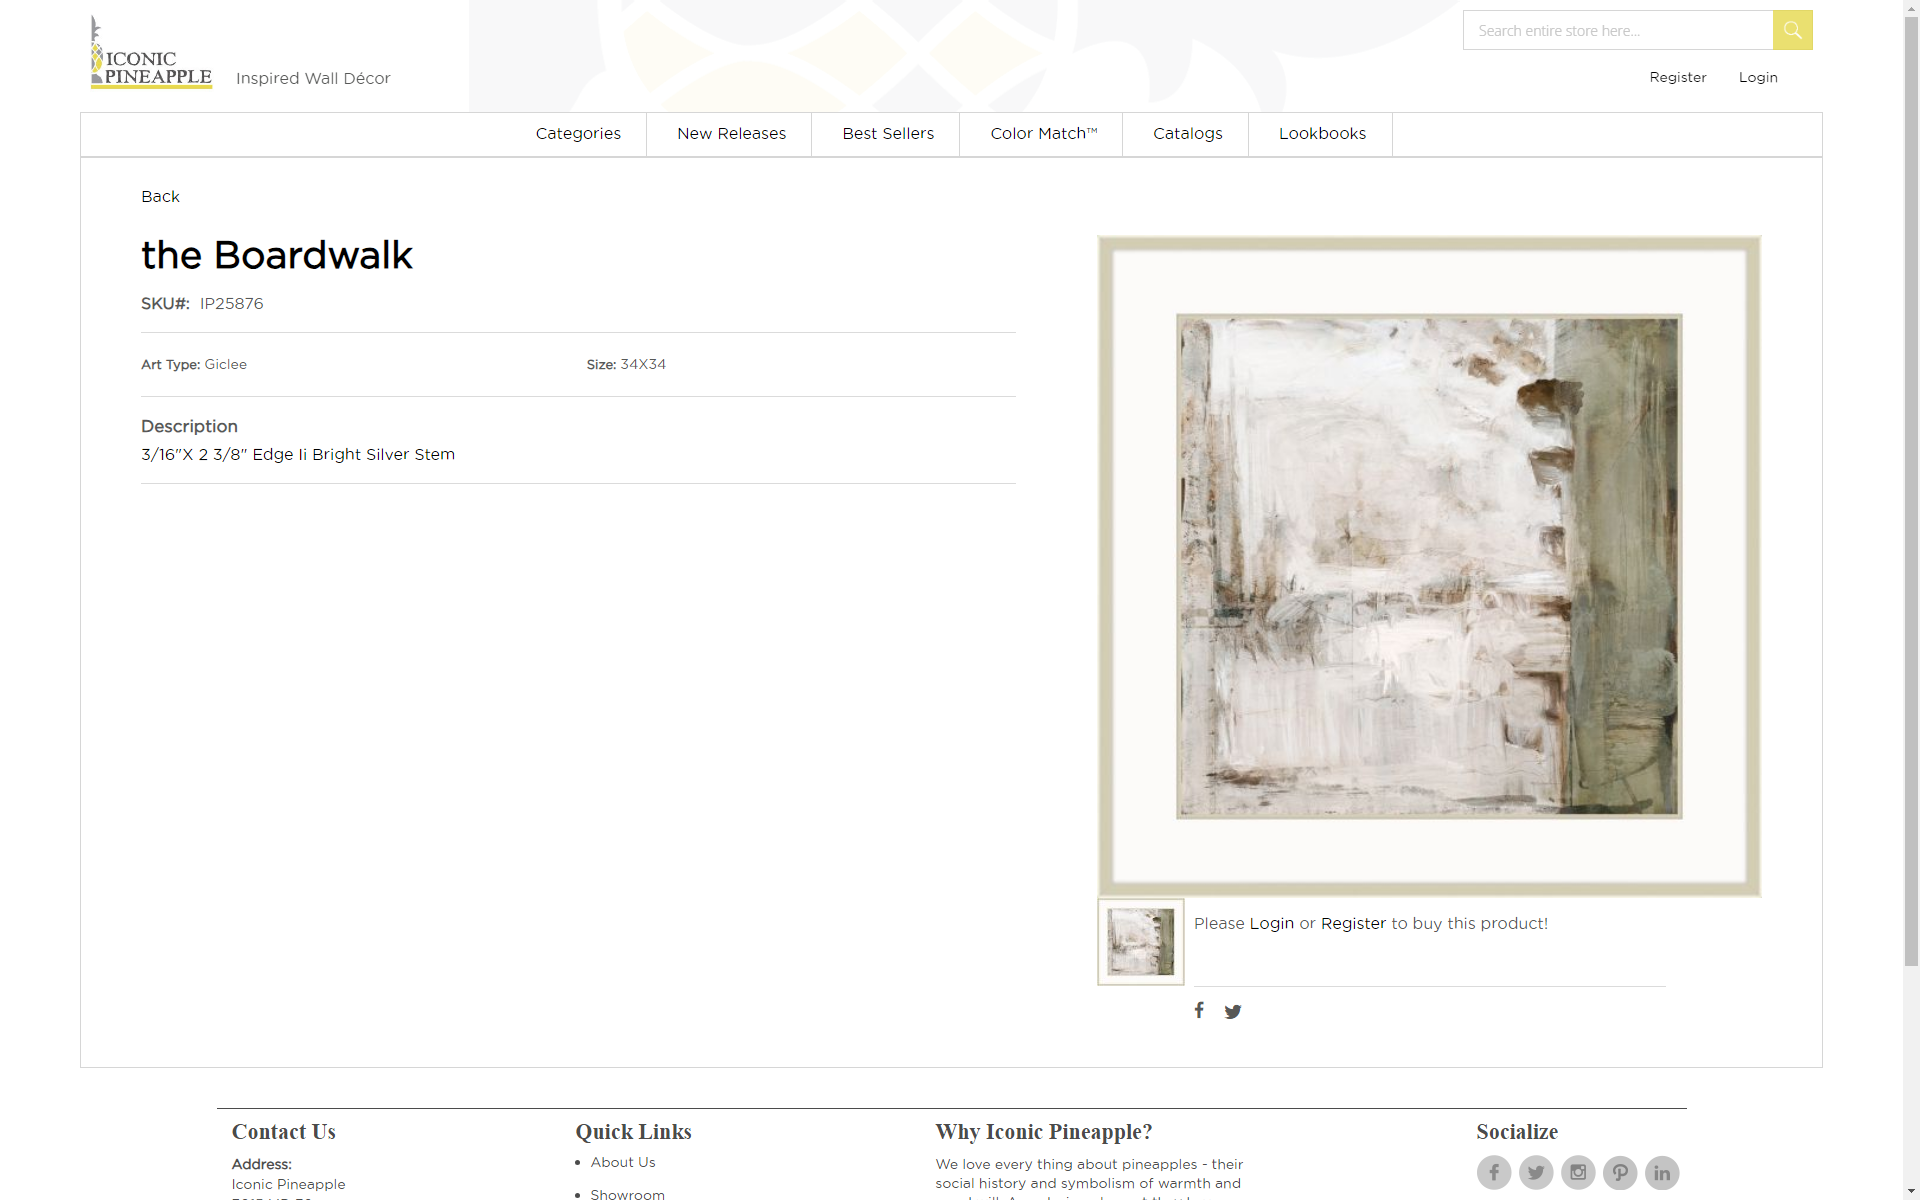 ICONIC
PINEAPPLE
Inspired Wall Décor
Search entire store here...
Register
Login
Categories
New Releases
Best Sellers
Color Match™
Catalogs
Lookbooks
Back
the Boardwalk
SKU#: IP25876
Art Type: Giclee
Size: 34X34
Description
3/16"X 2 3/8" Edge Ii Bright Silver Stem
Please Login or Register to buy this product!
Contact Us
Address:
Iconic Pineapple
Quick Links
About Us
Showroom
Why Iconic Pineapple?
We love every thing about pineapples - their
social history and symbolism of warmth and
Socialize